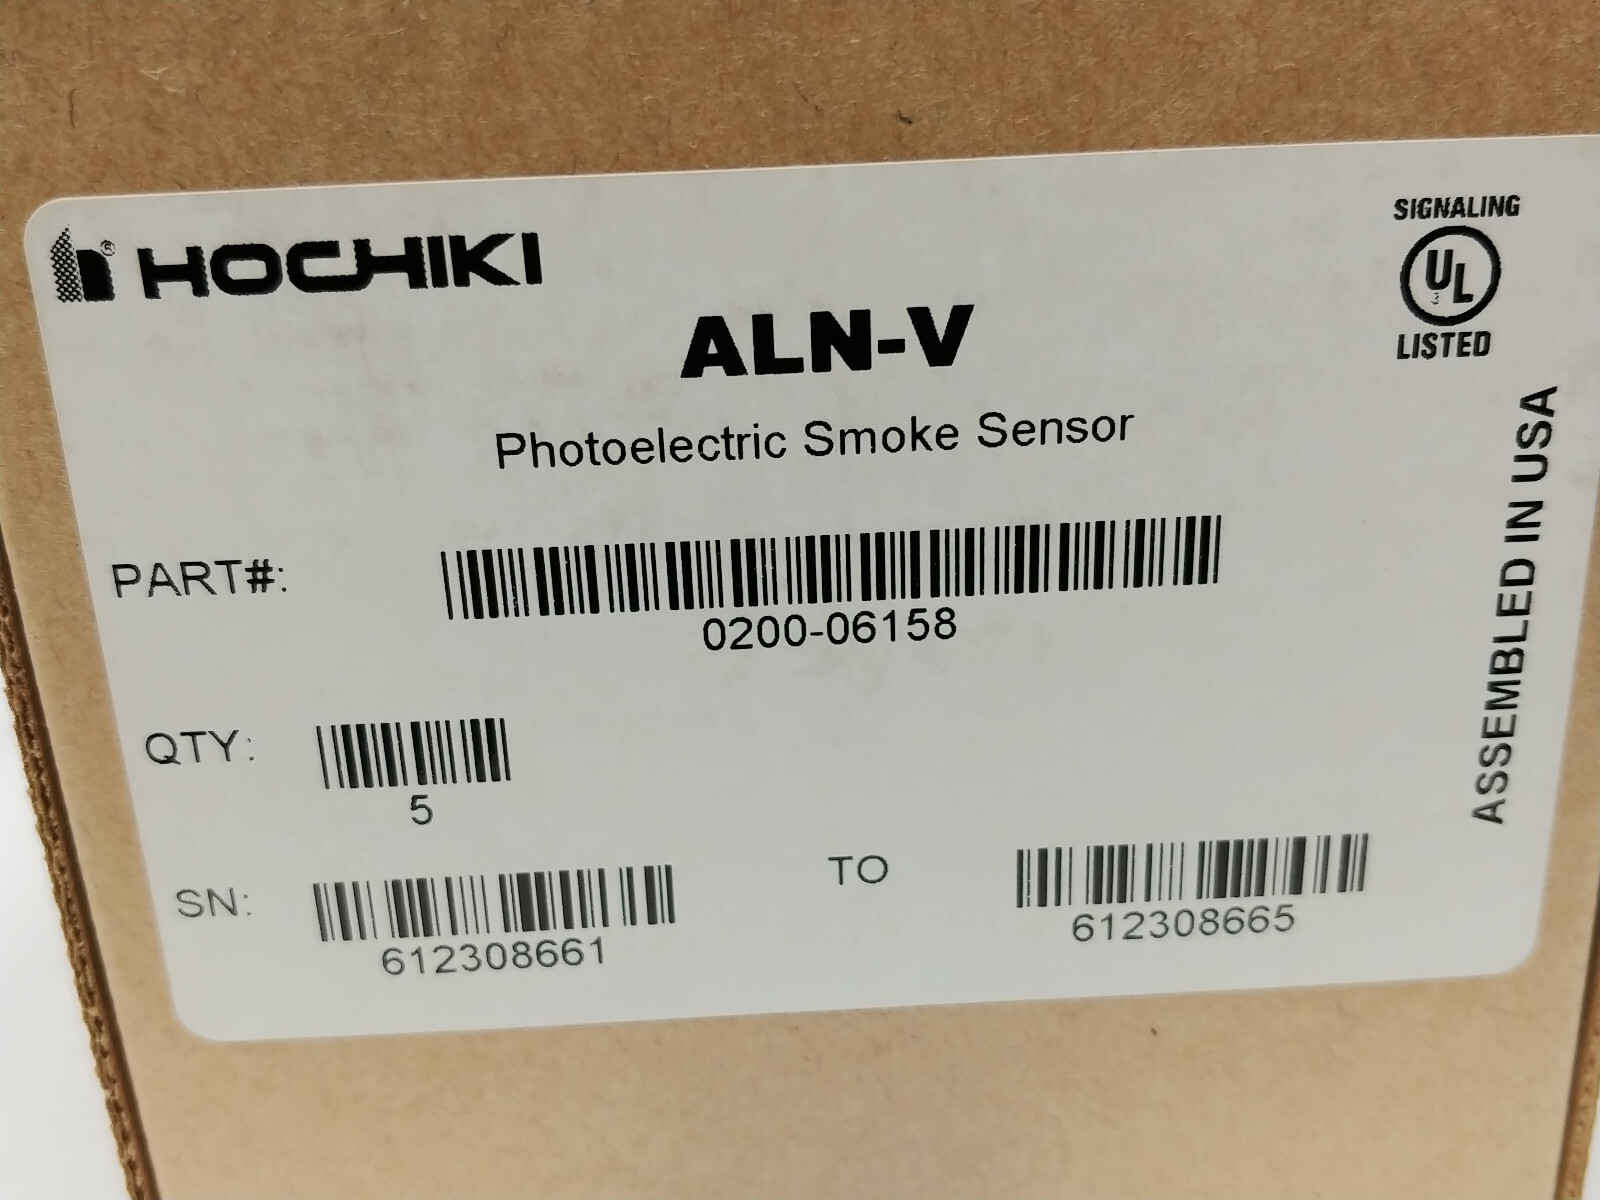 ® HOCHIKI
SIGNALING
UL
LISTED
ALN-V
Photoelectric Smoke Sensor
PART#:
0200-06158
QTY:
5
SN:
612308661
TO
612308665
ASSEMBLED IN USA